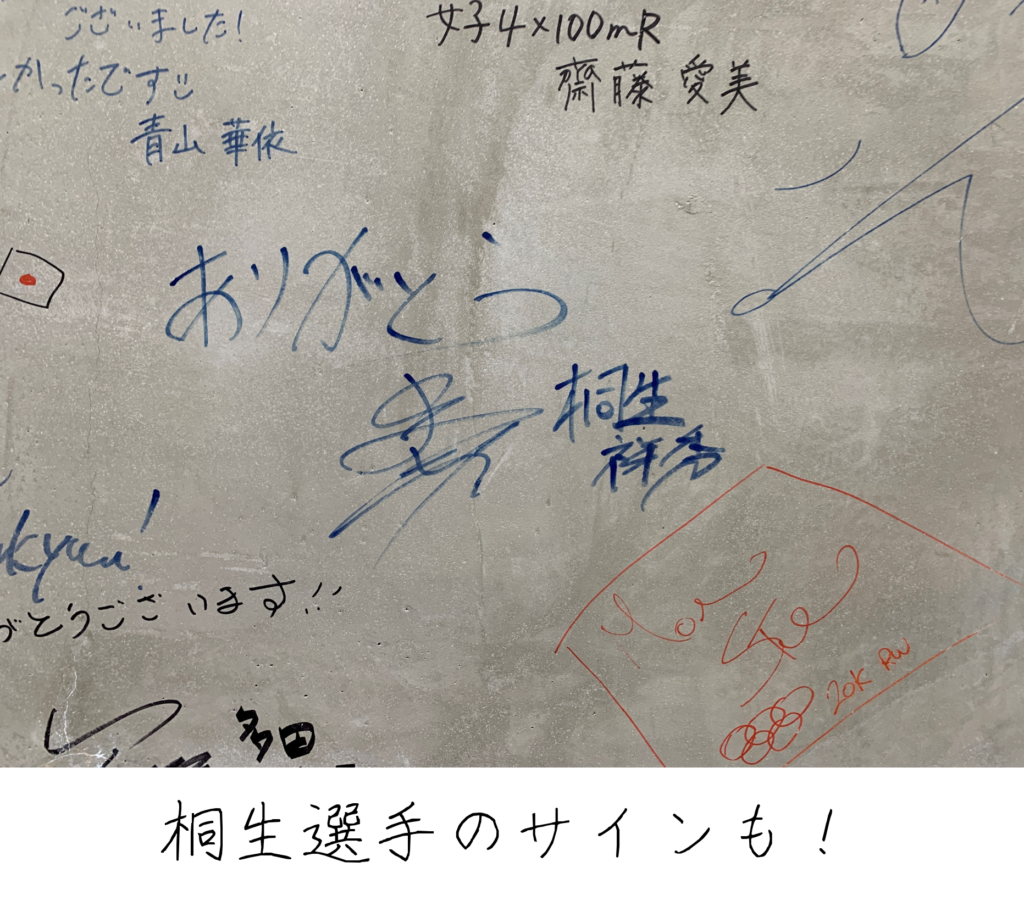 ございました!
かったです
青山 華依
女子4×100mR
齋藤 愛美
ありがとう
桐生
祥秀
がとうございます!!
多田
20K RW
桐生選手のサインも!